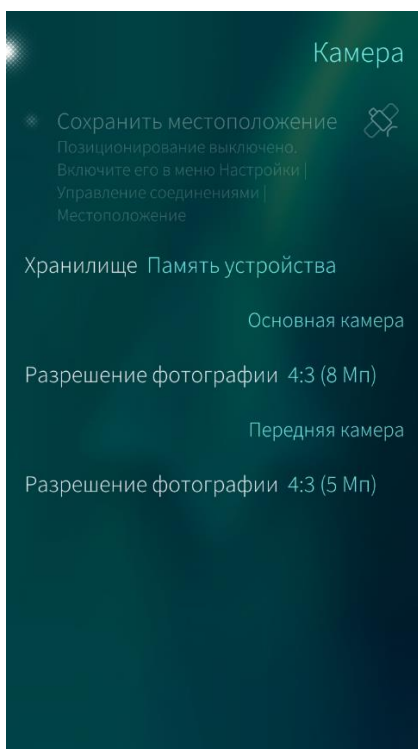 Камера
Сохранить местоположение
Позиционирование выключено.
Включите его в меню Настройки |
Управление соединениями |
Местоположение
Хранилище Память устройства
Основная камера
Разрешение фотографии 4:3 (8 Мп)
Передняя камера
Разрешение фотографии 4:3 (5 Мп)